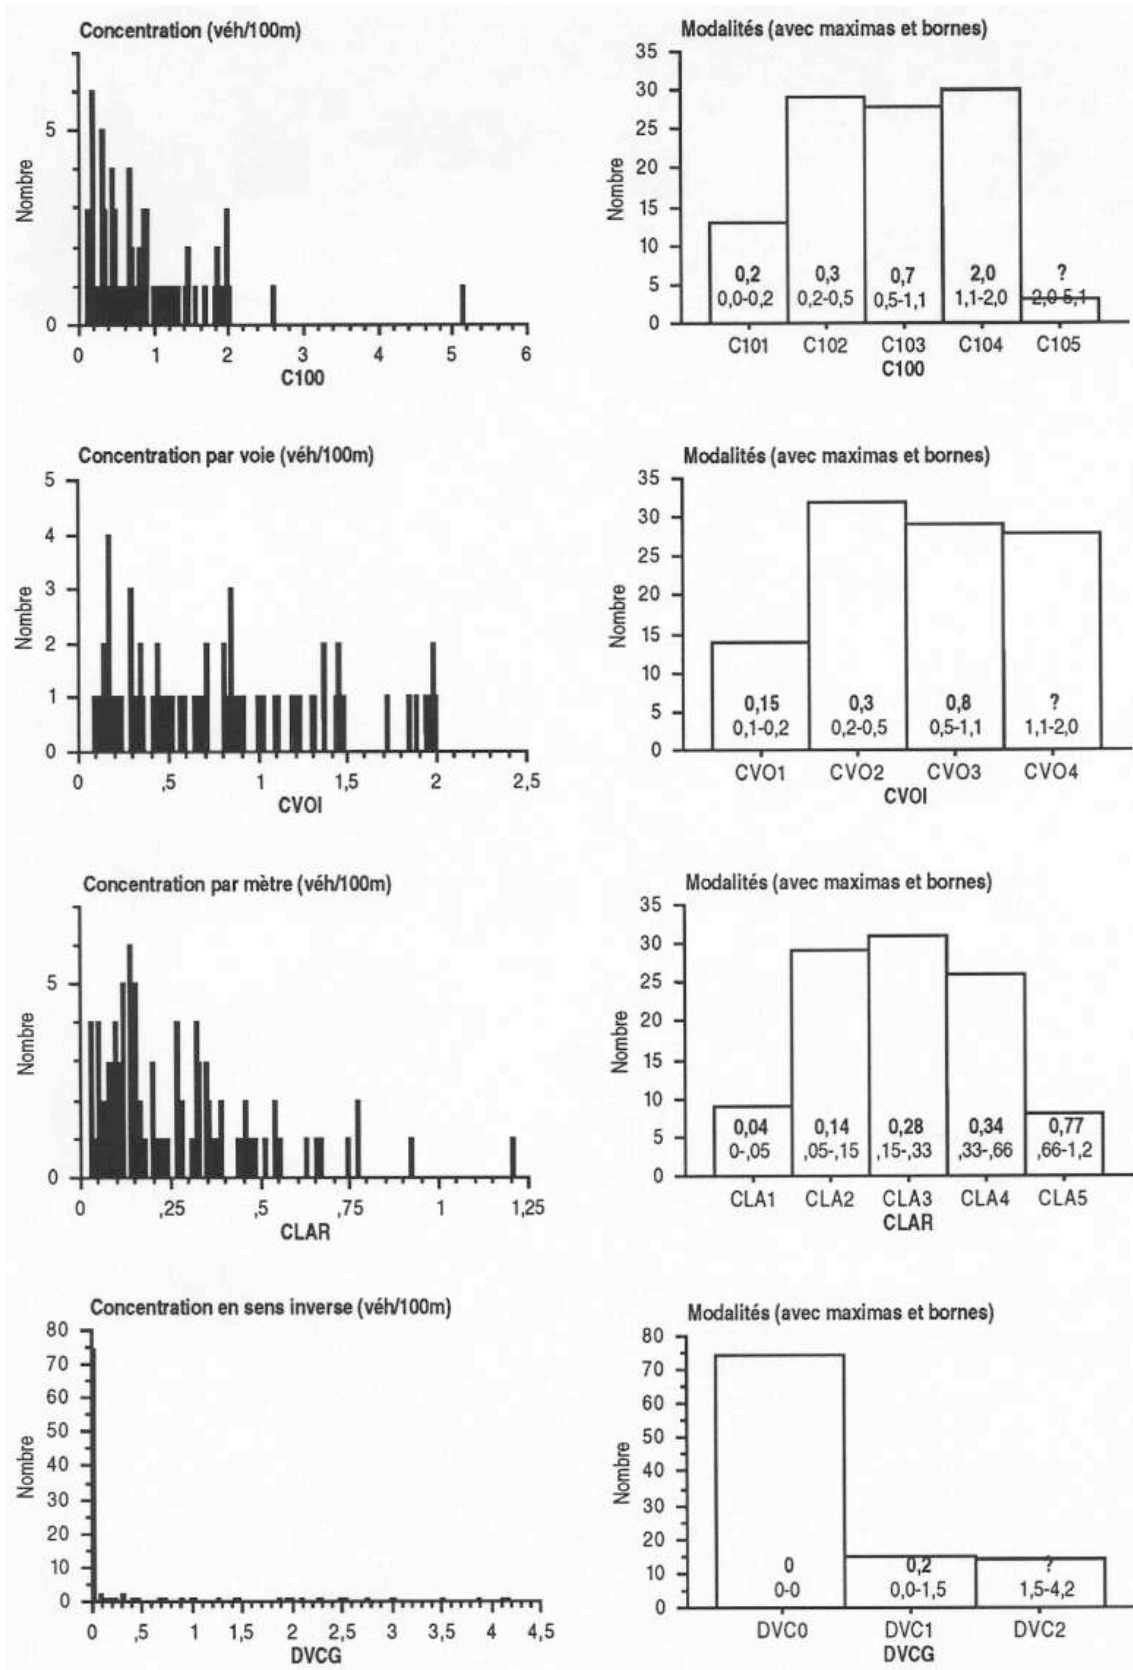 Concentration (véh/100m)
Nombre
5
0
0 1 2 3 4 5 6
C100
Modalités (avec maximas et bornes)
Nombre
35
30
25
20
15
10
5
0
0,2 0,3 0,7 2,0 ?
0,0-0,2 0,2-0,5 0,5-1,1 1,1-2,0 2,0-5,1
C101 C102 C103 C104 C105
C100
Concentration par voie (véh/100m)
Nombre
5
4
3
2
1
0
0 ,5 1 1,5 2 2,5
CVOI
Modalités (avec maximas et bornes)
Nombre
35
30
25
20
15
10
5
0
0,15 0,3 0,8 ?
0,1-0,2 0,2-0,5 0,5-1,1 1,1-2,0
CVO1 CVO2 CVO3 CVO4
CVOI
Concentration par mètre (véh/100m)
Nombre
5
0
0 ,25 ,5 ,75 1 1,25
CLAR
Modalités (avec maximas et bornes)
Nombre
35
30
25
20
15
10
5
0
0,04 0,14 0,28 0,34 0,77
0-,05 ,05-,15 ,15-,33 ,33-,66 ,66-1,2
CLA1 CLA2 CLA3 CLA4 CLA5
CLAR
Concentration en sens inverse (véh/100m)
Nombre
80
70
60
50
40
30
20
10
0
0 ,5 1 1,5 2 2,5 3 3,5 4 4,5
DVCG
Modalités (avec maximas et bornes)
Nombre
80
70
60
50
40
30
20
10
0
0 0,2 ?
0-0 0,0-1,5 1,5-4,2
DVC0 DVC1 DVC2
DVCG